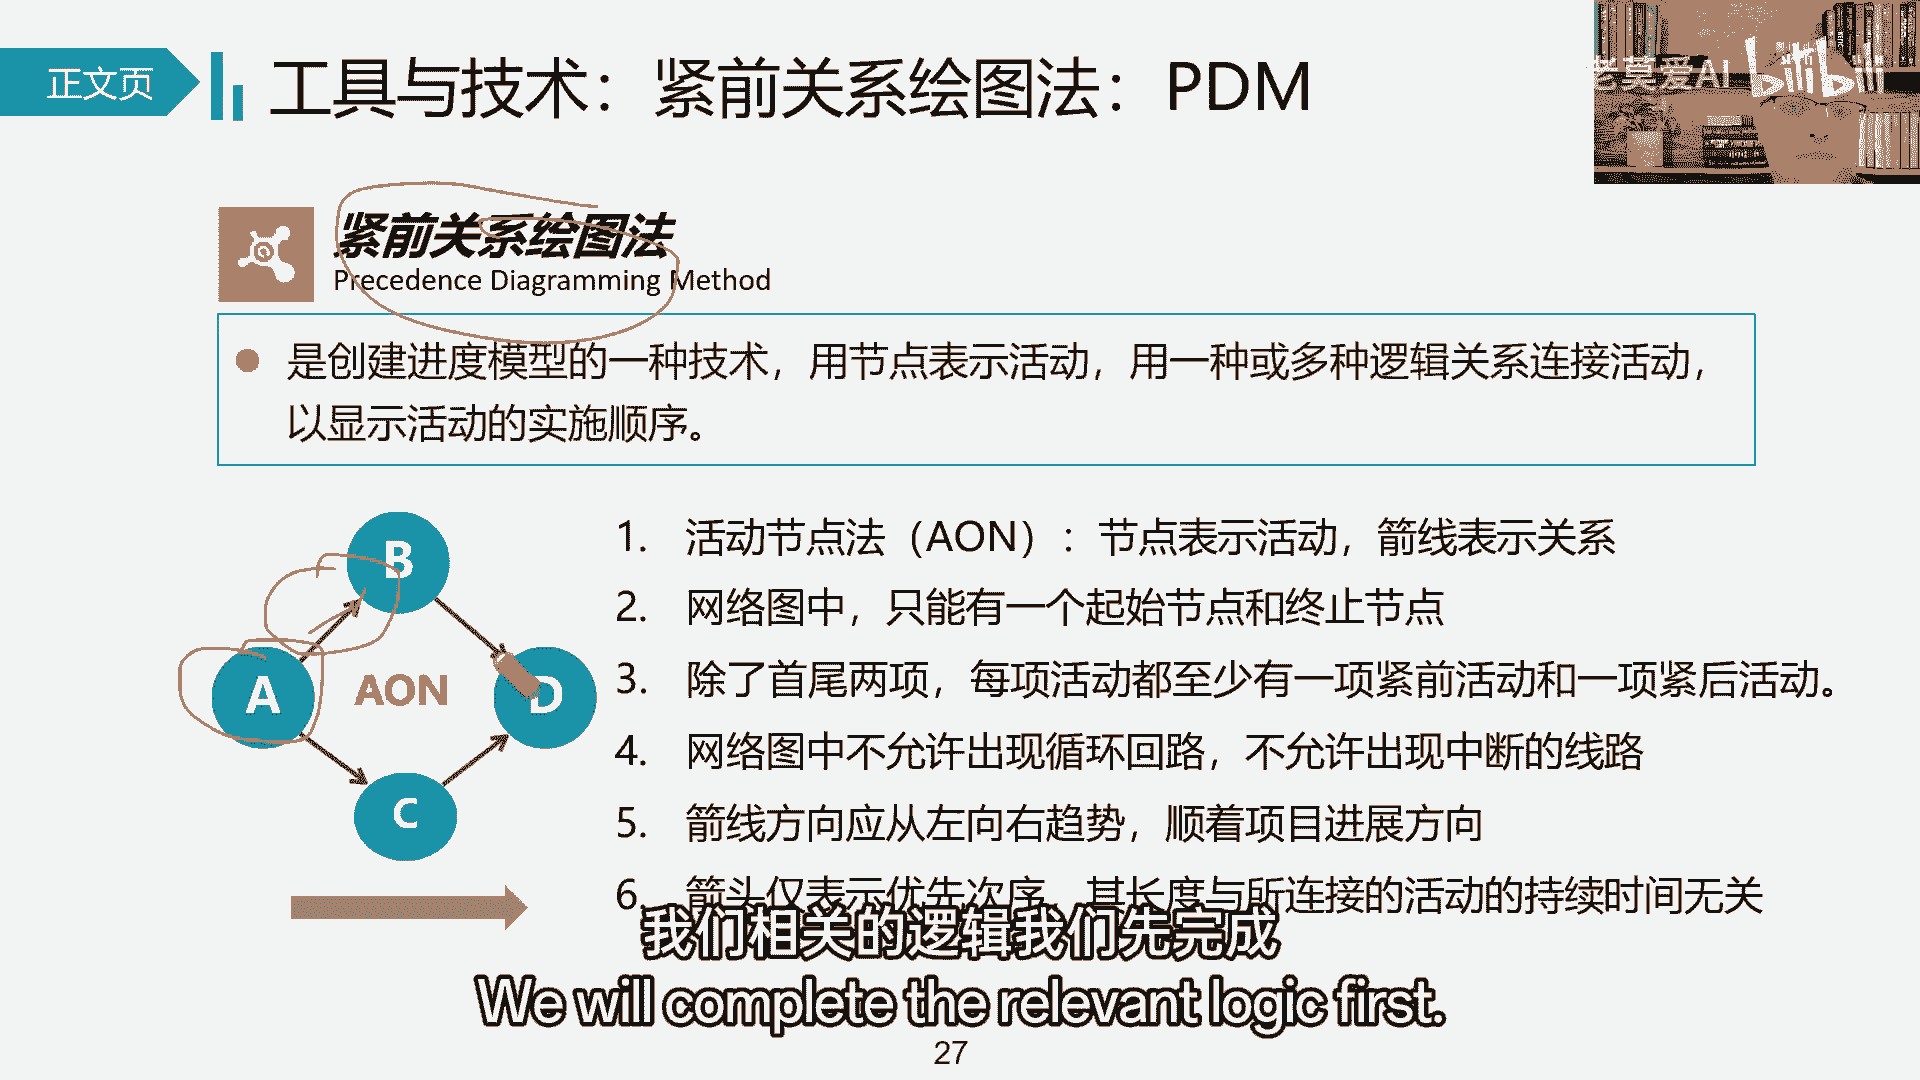 正文页
工具与技术：紧前关系绘图法：PDM
老莫爱AI
bilibili
紧前关系绘图法
Precedence Diagramming Method
是创建进度模型的一种技术，用节点表示活动，用一种或多种逻辑关系连接活动，
以显示活动的实施顺序。
B
A
AON
D
C
1. 活动节点法（AON）：节点表示活动，箭线表示关系
2. 网络图中，只能有一个起始节点和终止节点
3. 除了首尾两项，每项活动都至少有一项紧前活动和一项紧后活动。
4. 网络图中不允许出现循环回路，不允许出现中断的线路
5. 箭线方向应从左向右趋势，顺着项目进展方向
6. 箭头仅表示优先次序，其长度与所连接的活动的持续时间无关
我们相关的逻辑我们先完成
We will complete the relevant logic first.
27